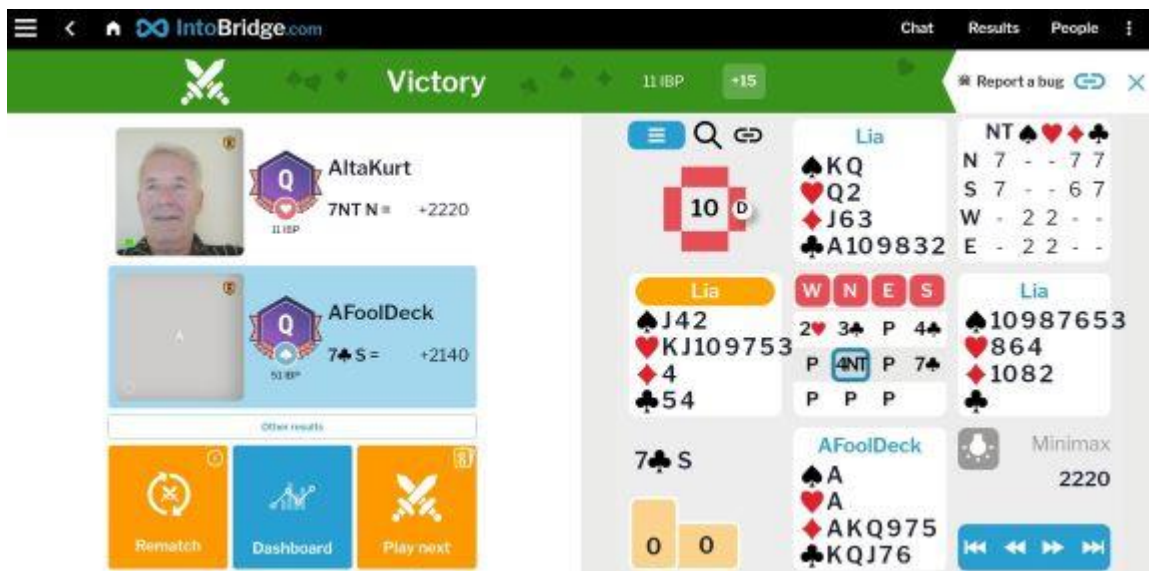 IntoBridge.com
Chat Results People
Victory
11 IBP +15
Report a bug
AltaKurt
Q
7NT N = +2220
11 IBP
AFoolDeck
Q
7♣ S = +2140
51 IBP
Other results
Rematch
Dashboard
Play next
10 D
Lia
♠KQ
♥Q2
♦J63
♣A109832
NT ♠ ♥ ♦ ♣
N 7 - - 7 7
S 7 - - 6 7
W - 2 2 - -
E - 2 2 - -
Lia
♠J42
♥KJ109753
♦4
♣54
W N E S
2♥ 3♣ P 4♣
P 4NT P 7♣
P P P
Lia
♠10987653
♥864
♦1082
♣
7♣ S
0 0
AFoolDeck
♠A
♥A
♦AKQ975
♣KQJ76
Minimax
2220